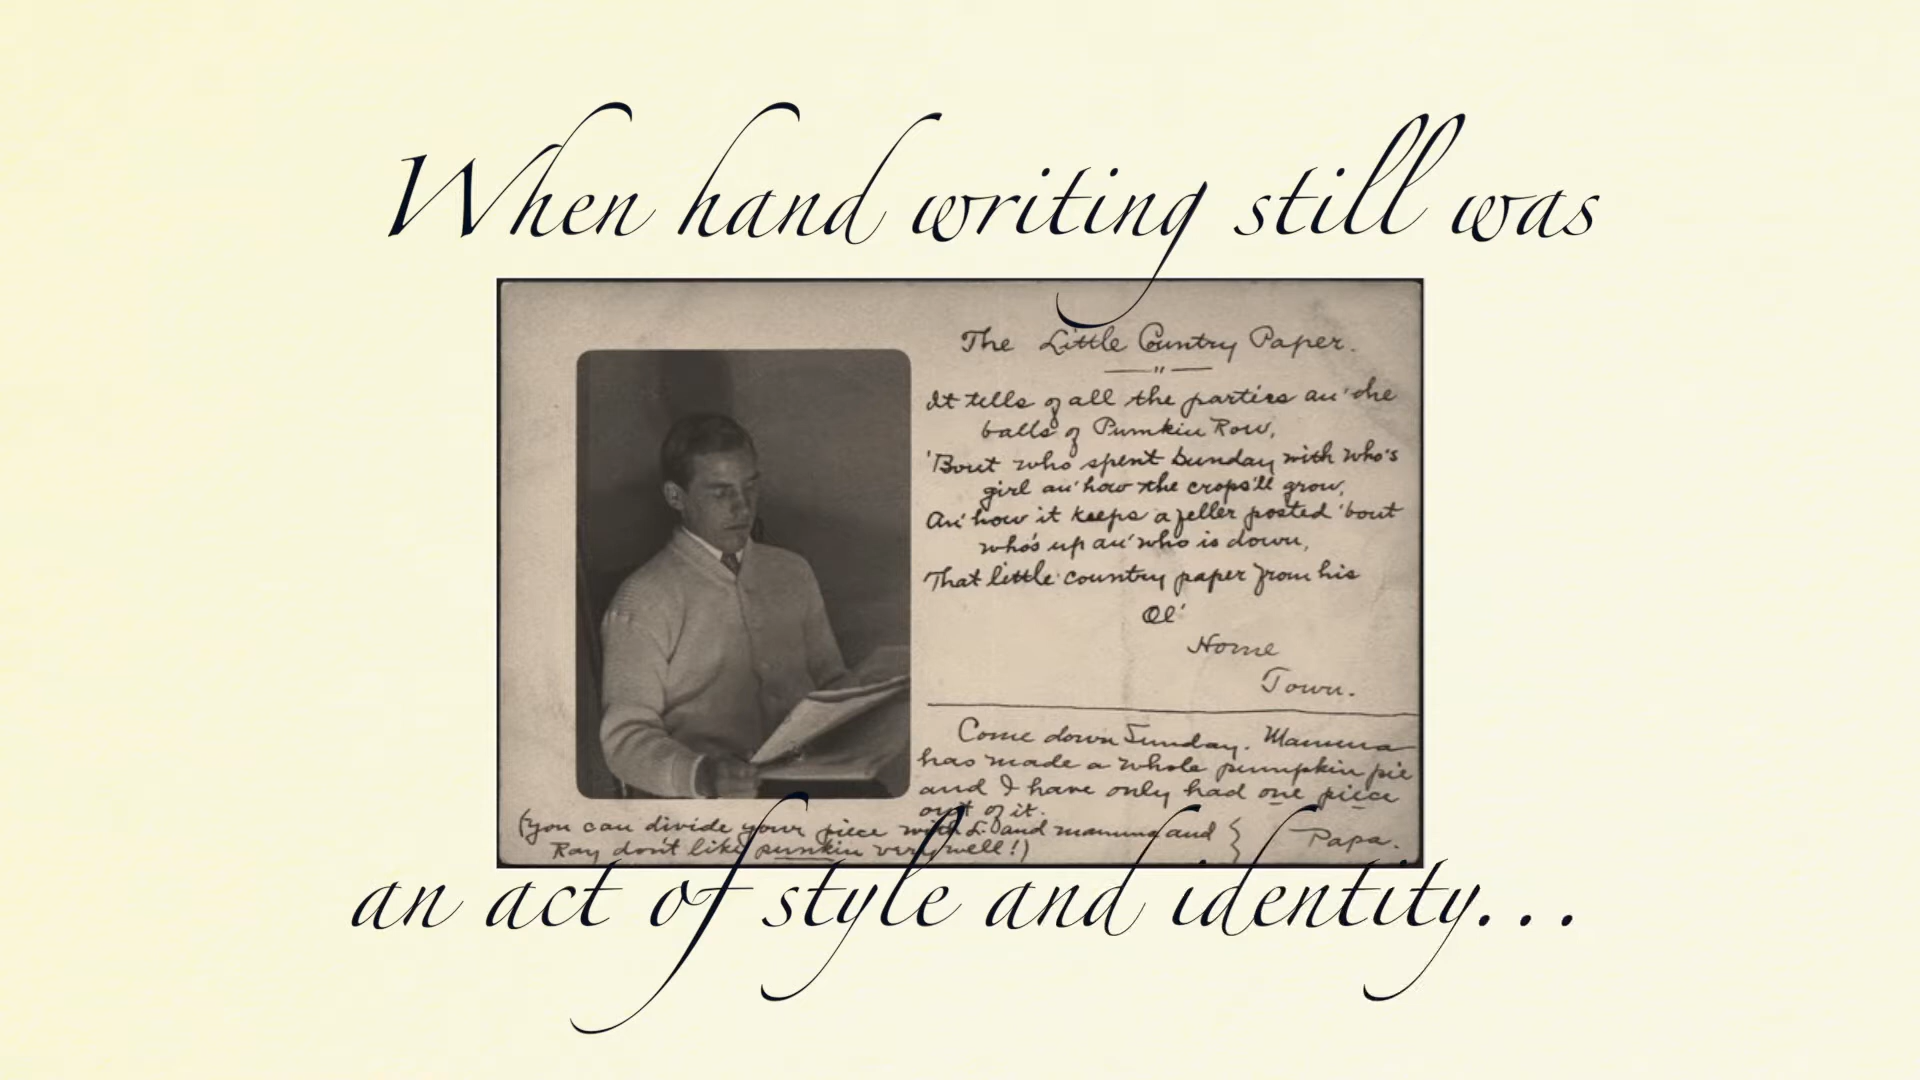 When hand writing still was
The Little Country Paper.
It tells of all the parties an' the
balls of Pumkin Row,
'Bout who spent Sunday with who's
girl an' how the crops'll grow,
An' how it keeps a feller posted 'bout
who's up an' who is down,
That little country paper from his
Ol'
Home
Town.
Come down Sunday. Mamma
has made a whole pumpkin pie
and I have only had one piece
out of it.
(you can divide your piece with L. and mamma and
Ray don't like punkin very well!)
Papa.
an act of style and identity...